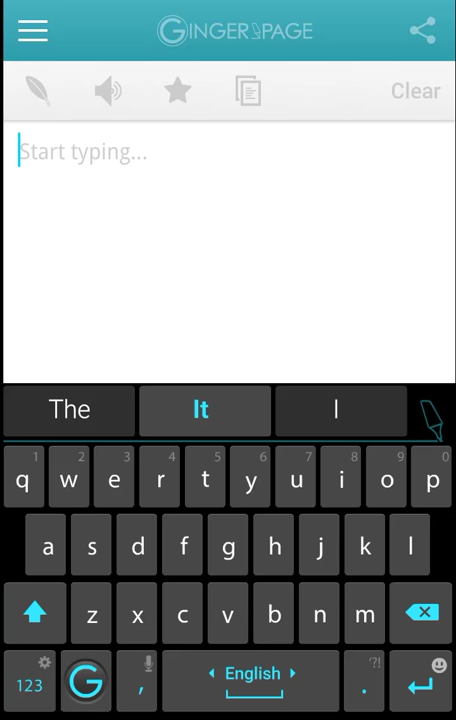 GINGER PAGE
Clear
Start typing...
The It I
1 2 3 4 5 6 7 8 9 0
q w e r t y u i o p
a s d f g h j k l
z x c v b n m
'?!
123 G , English .